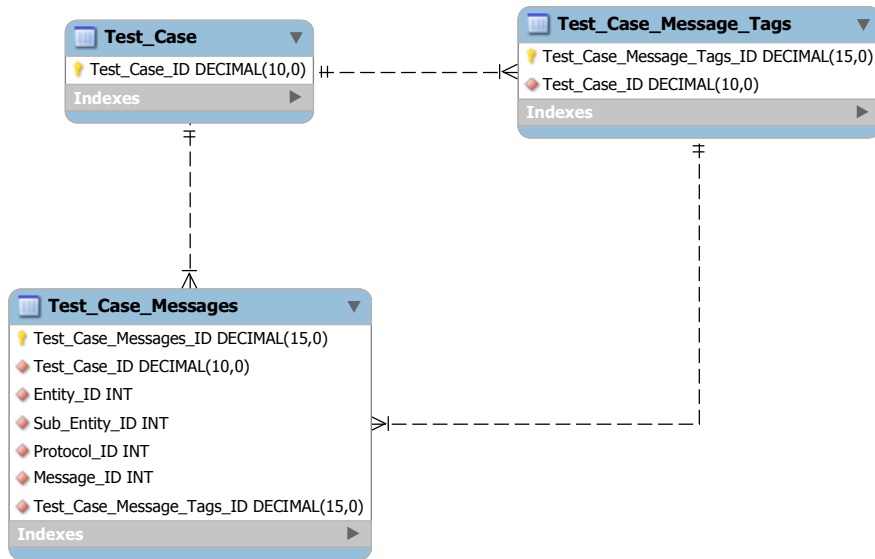 Test_Case
Test_Case_ID DECIMAL(10,0)
Indexes
Test_Case_Message_Tags
Test_Case_Message_Tags_ID DECIMAL(15,0)
Test_Case_ID DECIMAL(10,0)
Indexes
Test_Case_Messages
Test_Case_Messages_ID DECIMAL(15,0)
Test_Case_ID DECIMAL(10,0)
Entity_ID INT
Sub_Entity_ID INT
Protocol_ID INT
Message_ID INT
Test_Case_Message_Tags_ID DECIMAL(15,0)
Indexes